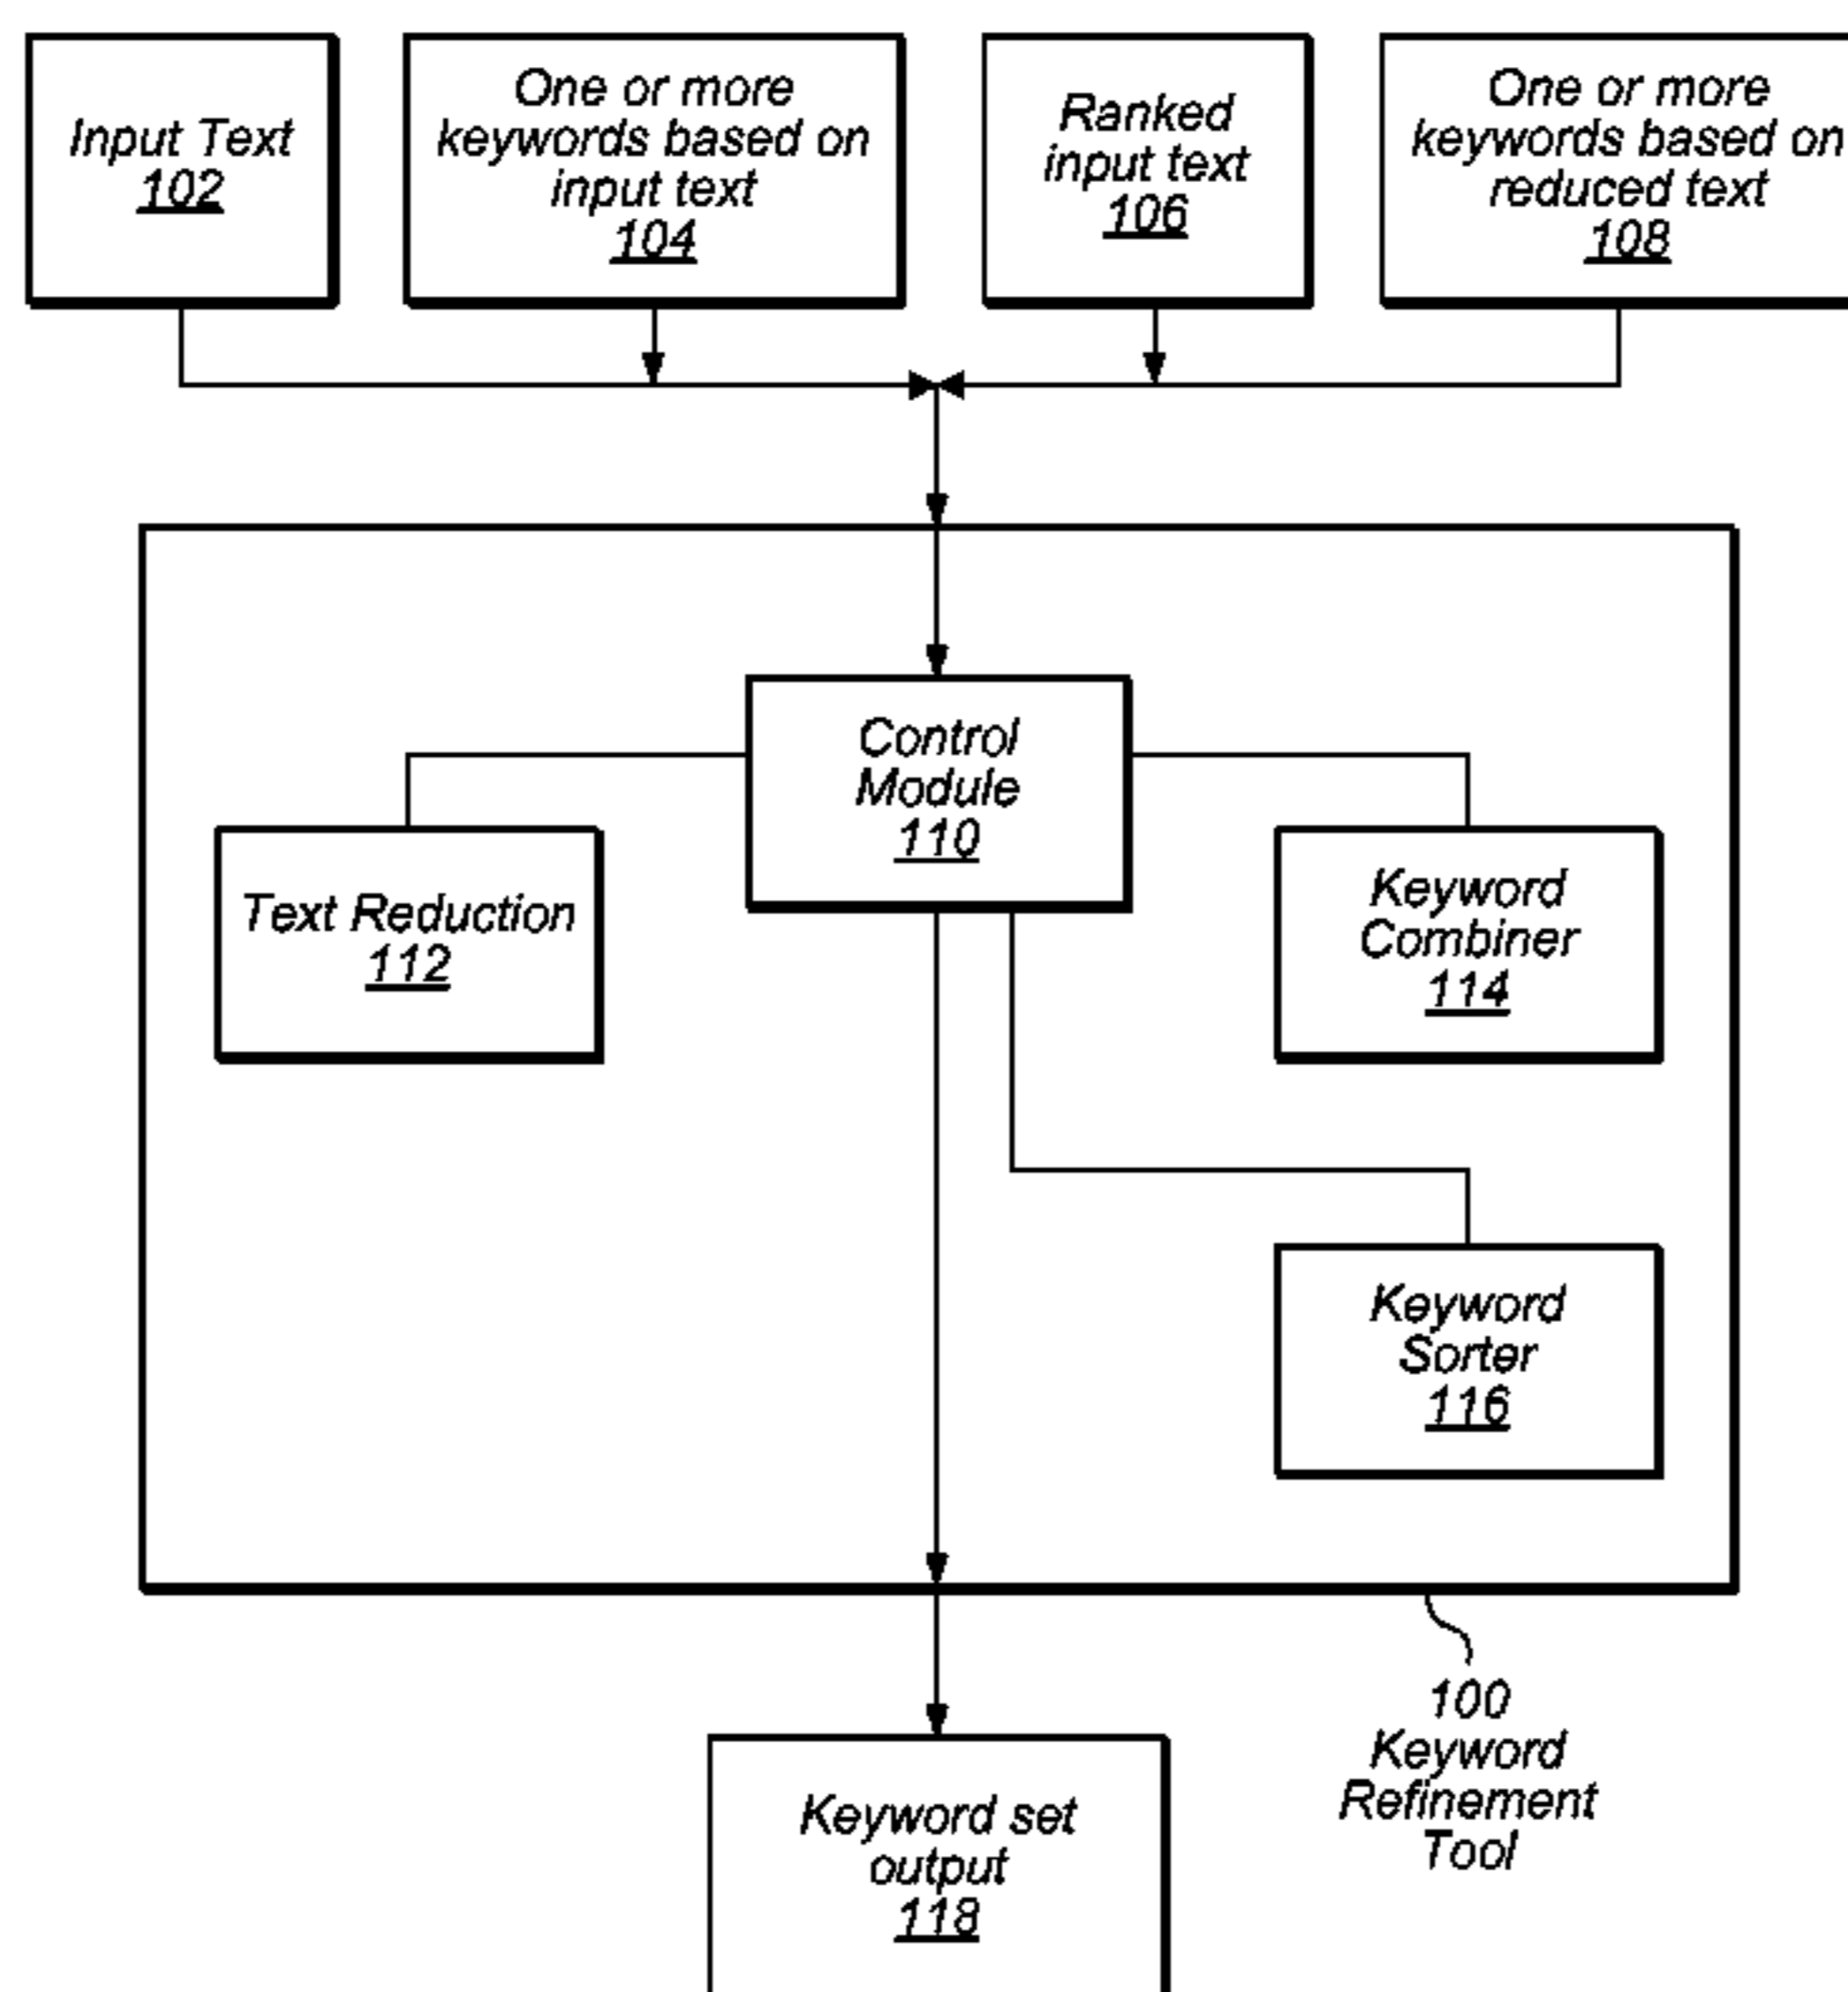 Input Text
102
One or more
keywords based on
input text
104
Ranked
input text
106
One or more
keywords based on
reduced text
108
Control
Module
110
Text Reduction
112
Keyword
Combiner
114
Keyword
Sorter
116
100
Keyword
Refinement
Tool
Keyword set
output
118